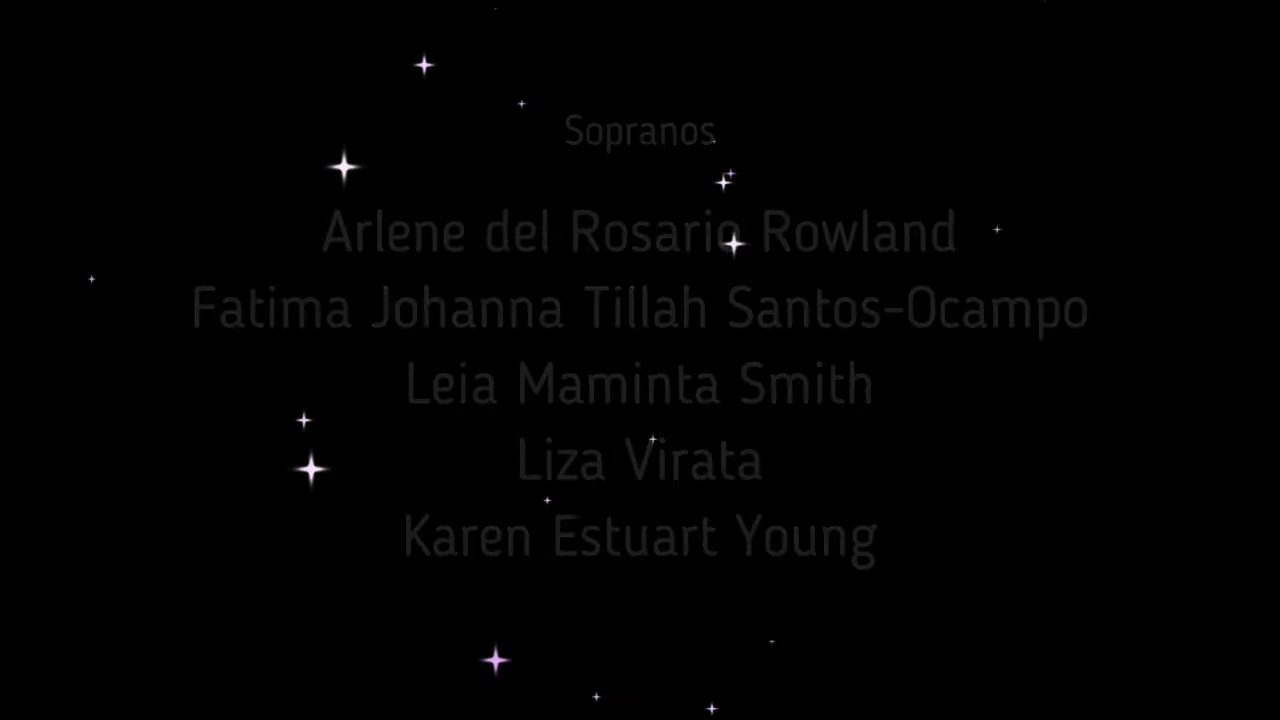 Sopranos
Arlene del Rosario Rowland
Fatima Johanna Tillah Santos-Ocampo
Leia Maminta Smith
Liza Virata
Karen Estuart Young